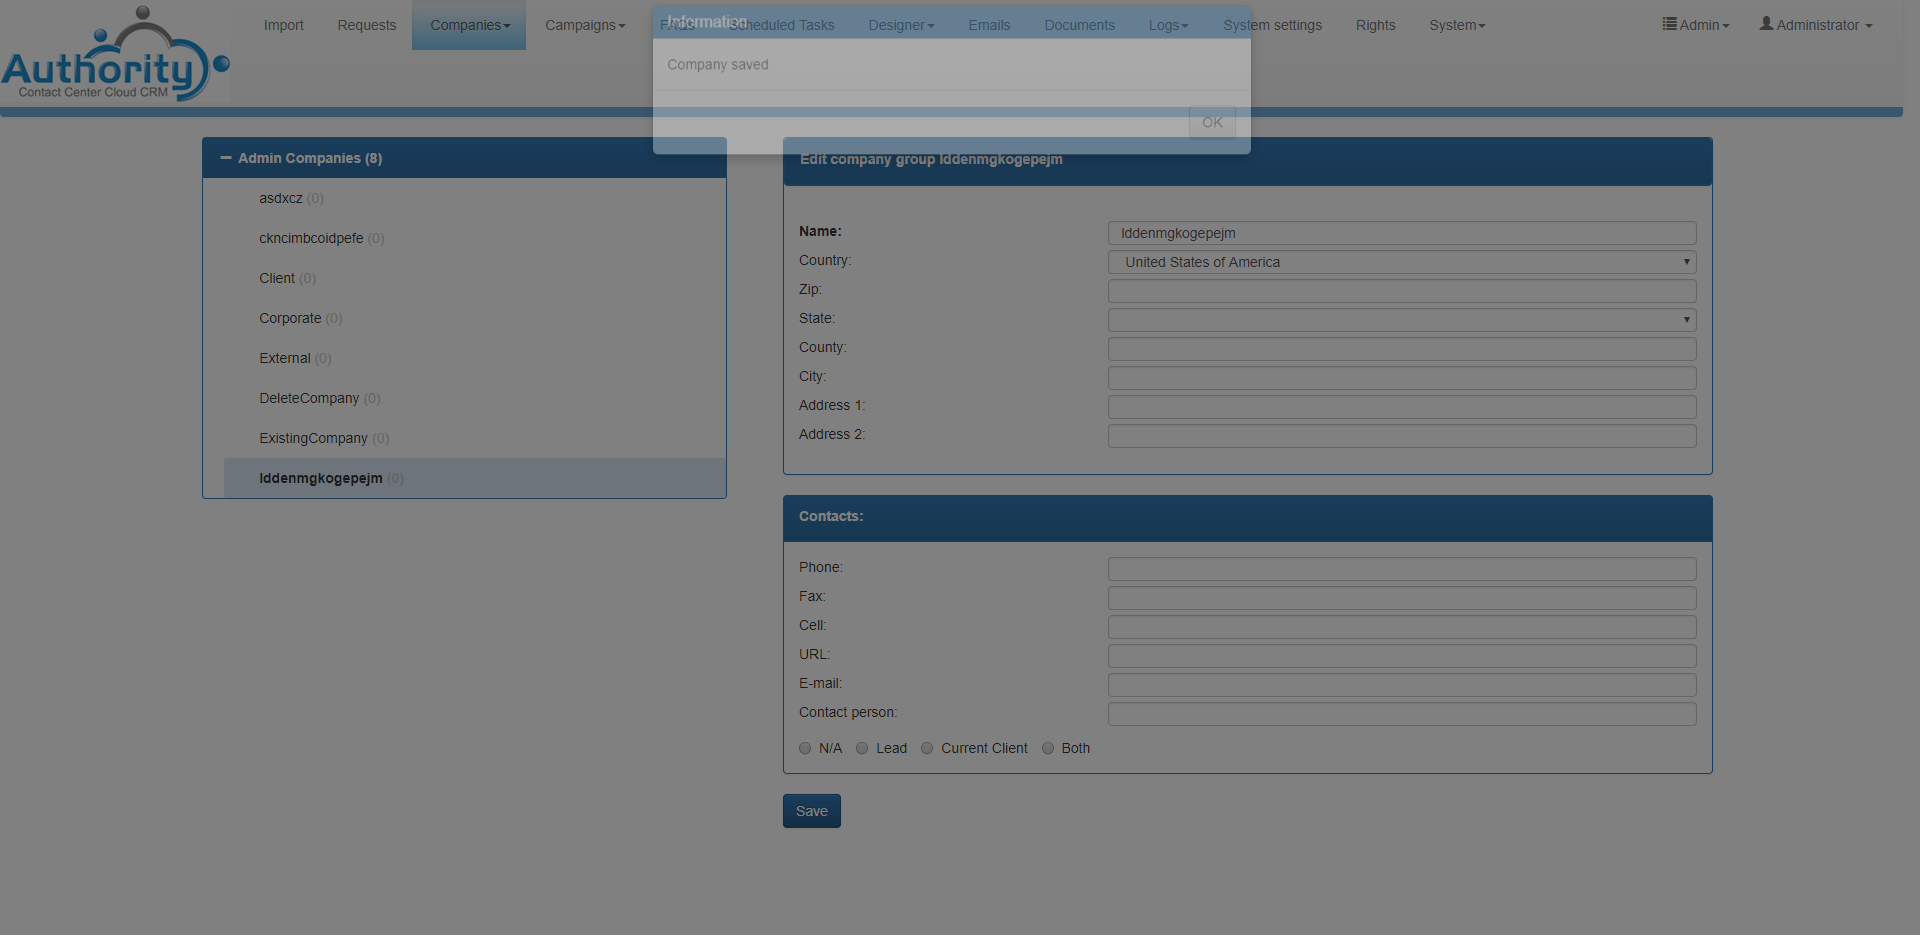 Import Requests Companies Campaigns FAQs Scheduled Tasks Designer Emails Documents Logs System settings Rights System Admin Administrator
Authority
Contact Center Cloud CRM
Information
Company saved
OK
Admin Companies (8)
asdxcz (0)
ckncimbcoidpefe (0)
Client (0)
Corporate (0)
External (0)
DeleteCompany (0)
ExistingCompany (0)
Iddenmgkogepejm (0)
Edit company group Iddenmgkogepejm
Name: Iddenmgkogepejm
Country: United States of America
Zip:
State:
County:
City:
Address 1:
Address 2:
Contacts:
Phone:
Fax:
Cell:
URL:
E-mail:
Contact person:
N/A Lead Current Client Both
Save